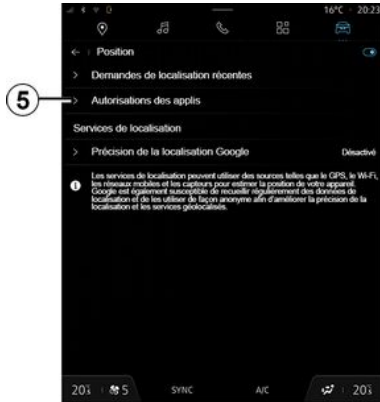 16°C 20:23
Position
Demandes de localisation récentes
5
Autorisations des applis
Services de localisation
Précision de la localisation Google Désactivé
Les services de localisation peuvent utiliser des sources telles que le GPS, le Wi-Fi,
les réseaux mobiles et les capteurs pour estimer la position de votre appareil.
Google est également susceptible de recueillir régulièrement des données de
localisation et de les utiliser de façon anonyme afin d'améliorer la précision de la
localisation et les services géolocalisés.
20 5 SYNC A/C 20